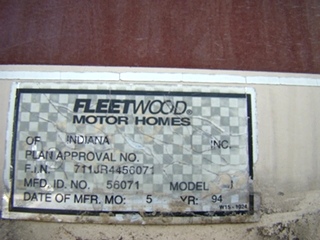 FLEETWOOD
MOTOR HOMES
OF INDIANA INC.
PLAN APPROVAL NO.
F.I.N. 711JR4456071
MFD. ID. NO. 56071 MODEL J
DATE OF MFR. MO: 5 YR: 94